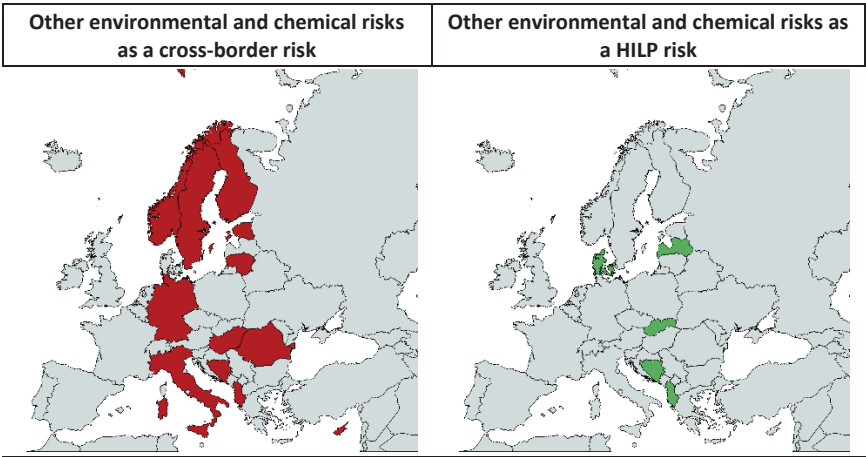 Other environmental and chemical risks
as a cross-border risk
Other environmental and chemical risks as
a HILP risk